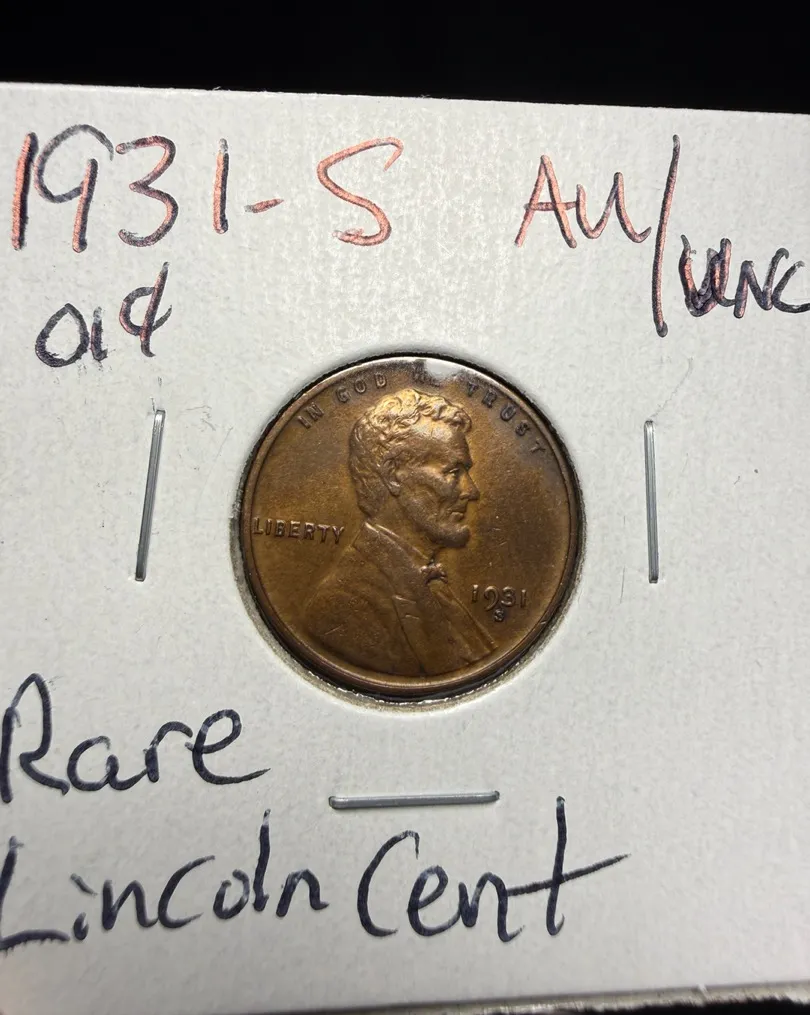 1931-S AU/UNC
01¢
IN GOD WE TRUST
LIBERTY
1931
S
Rare
Lincoln Cent